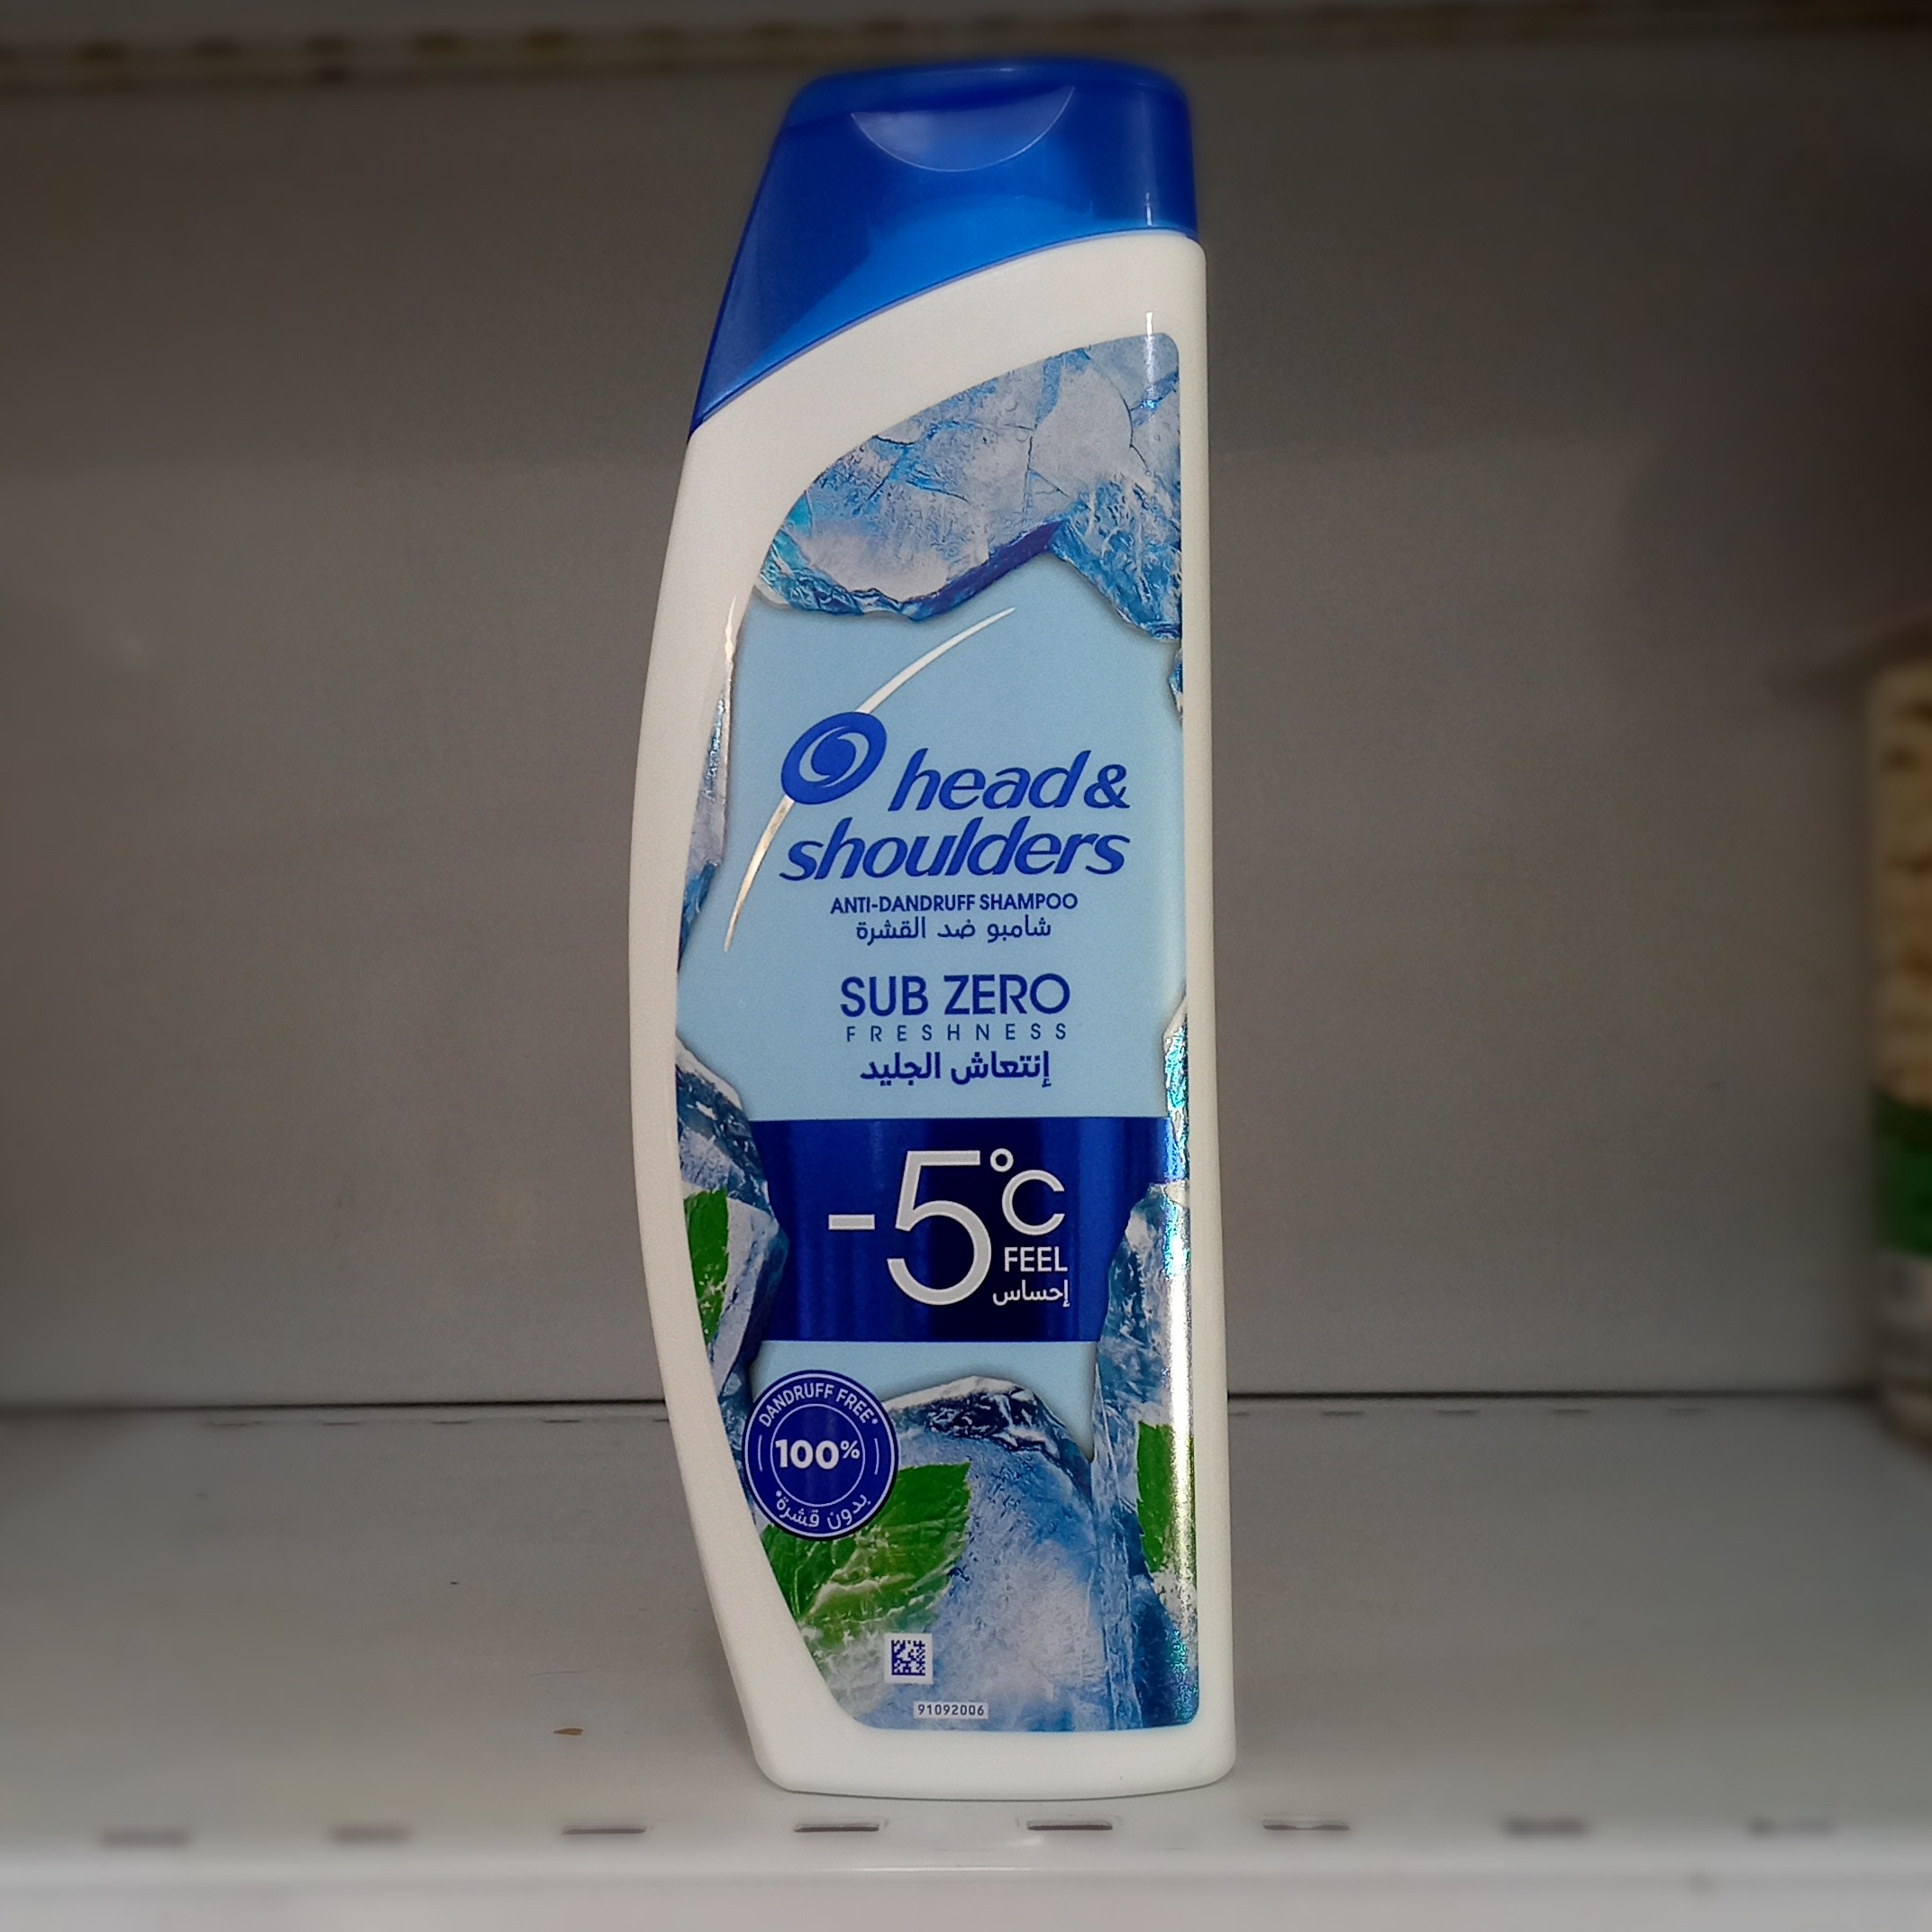 head &
shoulders
ANTI-DANDRUFF SHAMPOO
شامبو ضد القشرة
SUB ZERO
FRESHNESS
إنتعاش الجليد
-5°C
FEEL
إحساس
DANDRUFF FREE*
100%
بدون قشرة*
91092006